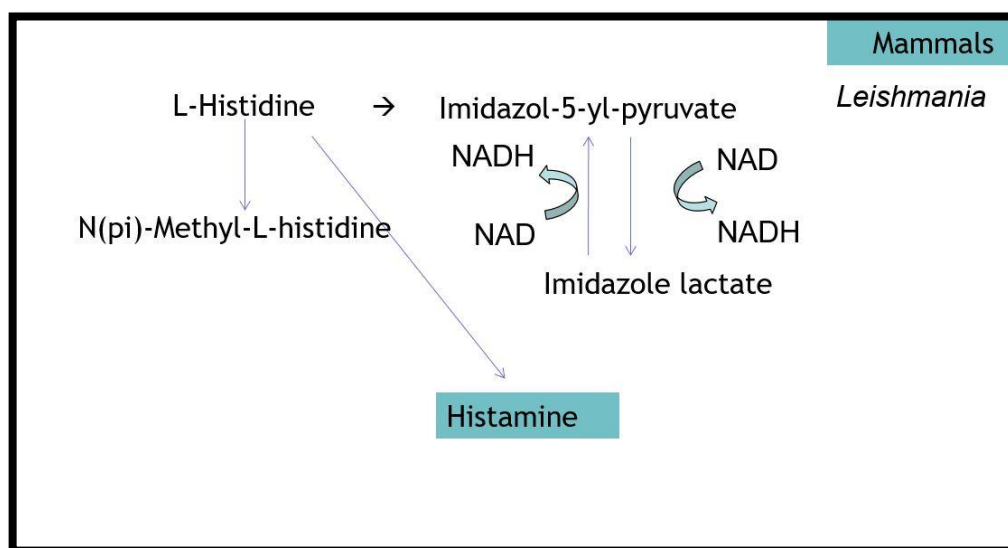 Mammals
Leishmania
L-Histidine → Imidazol-5-yl-pyruvate
NADH
NAD
N(pi)-Methyl-L-histidine
NAD
NADH
Imidazole lactate
Histamine